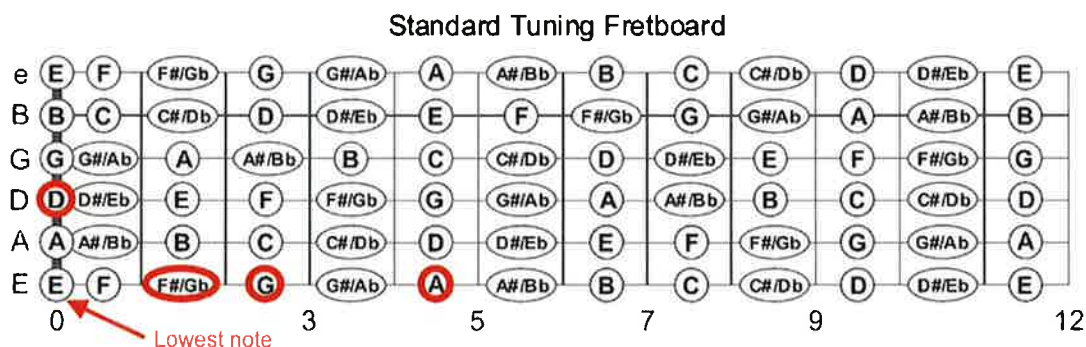 Standard Tuning Fretboard
e E F F#/Gb G G#/Ab A A#/Bb B C C#/Db D D#/Eb E
B B C C#/Db D D#/Eb E F F#/Gb G G#/Ab A A#/Bb B
G G G#/Ab A A#/Bb B C C#/Db D D#/Eb E F F#/Gb G
D D D#/Eb E F F#/Gb G G#/Ab A A#/Bb B C C#/Db D
A A A#/Bb B C C#/Db D D#/Eb E F F#/Gb G G#/Ab A
E E F F#/Gb G G#/Ab A A#/Bb B C C#/Db D D#/Eb E
0 3 5 7 9 12
Lowest note